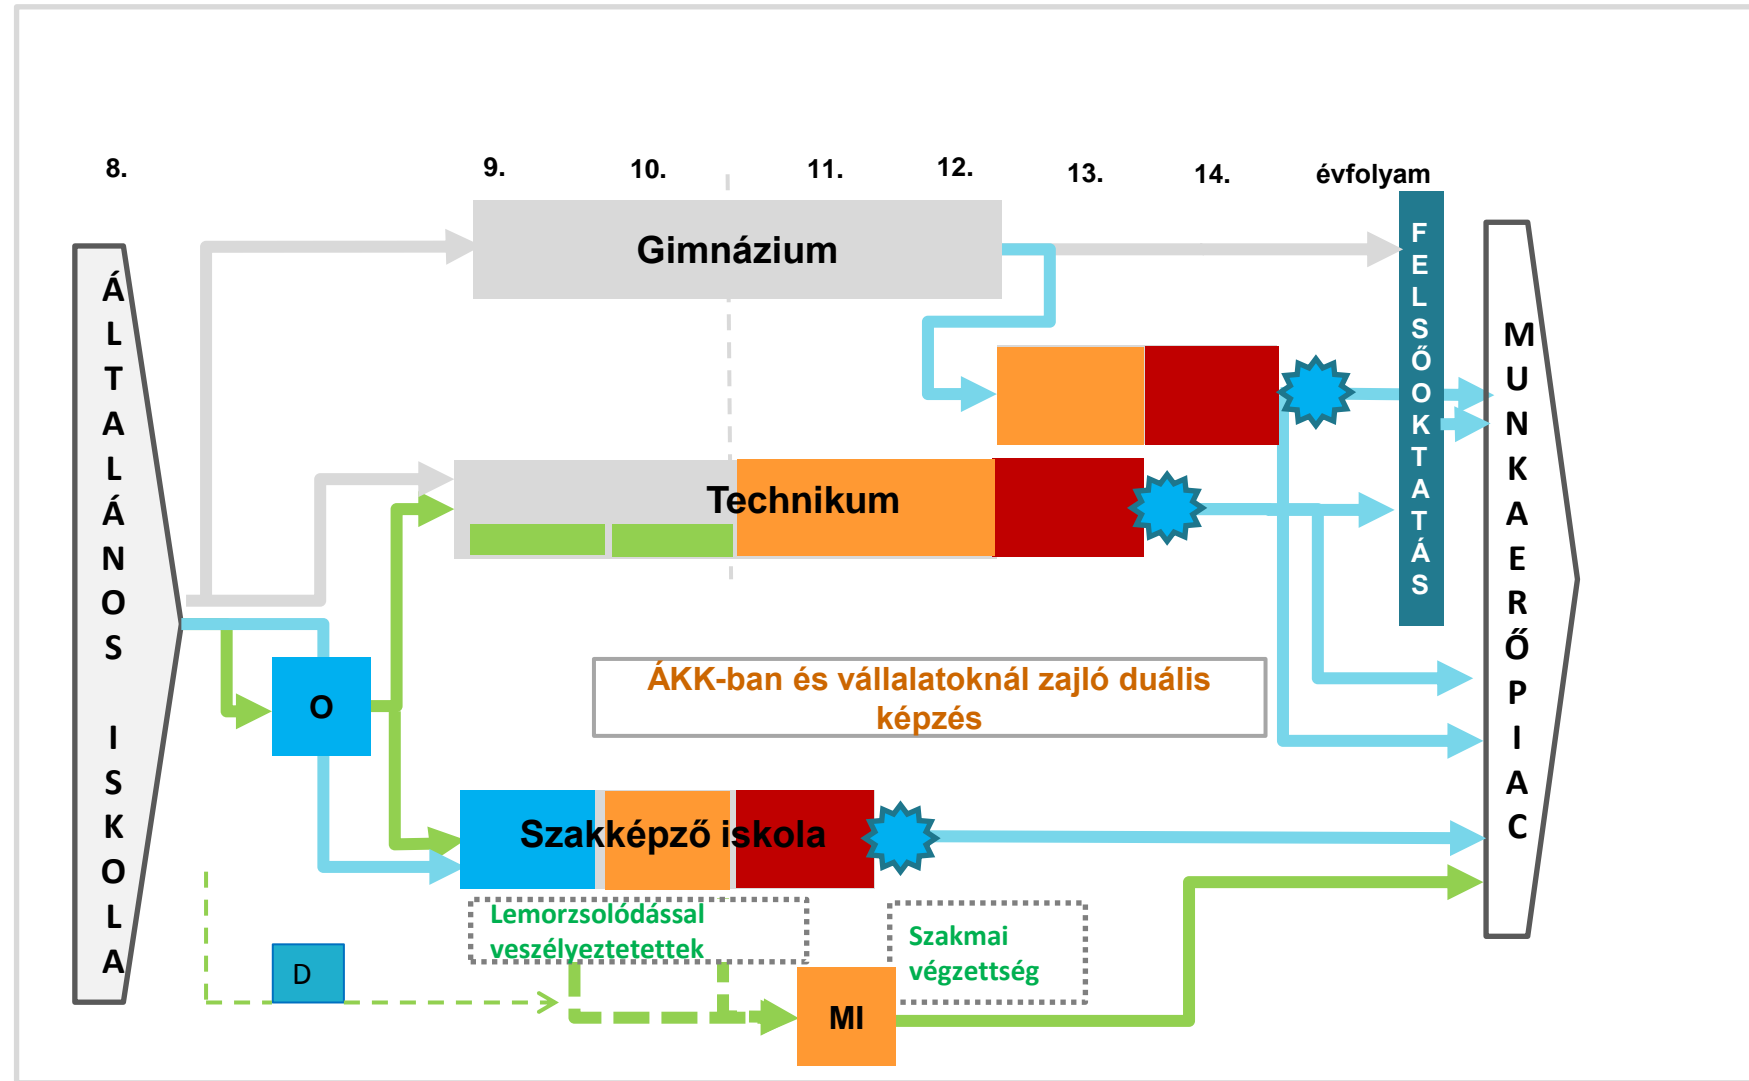 8.
9.
10.
11.
12.
13.
14.
évfolyam
ÁLTALÁNOS ISKOLA
Gimnázium
FELSŐOKTATÁS
MUNKAERŐPIAC
Technikum
O
ÁKK-ban és vállalatoknál zajló duális
képzés
Szakképző iskola
Lemorzsolódással
veszélyeztetettek
Szakmai
végzettség
D
MI